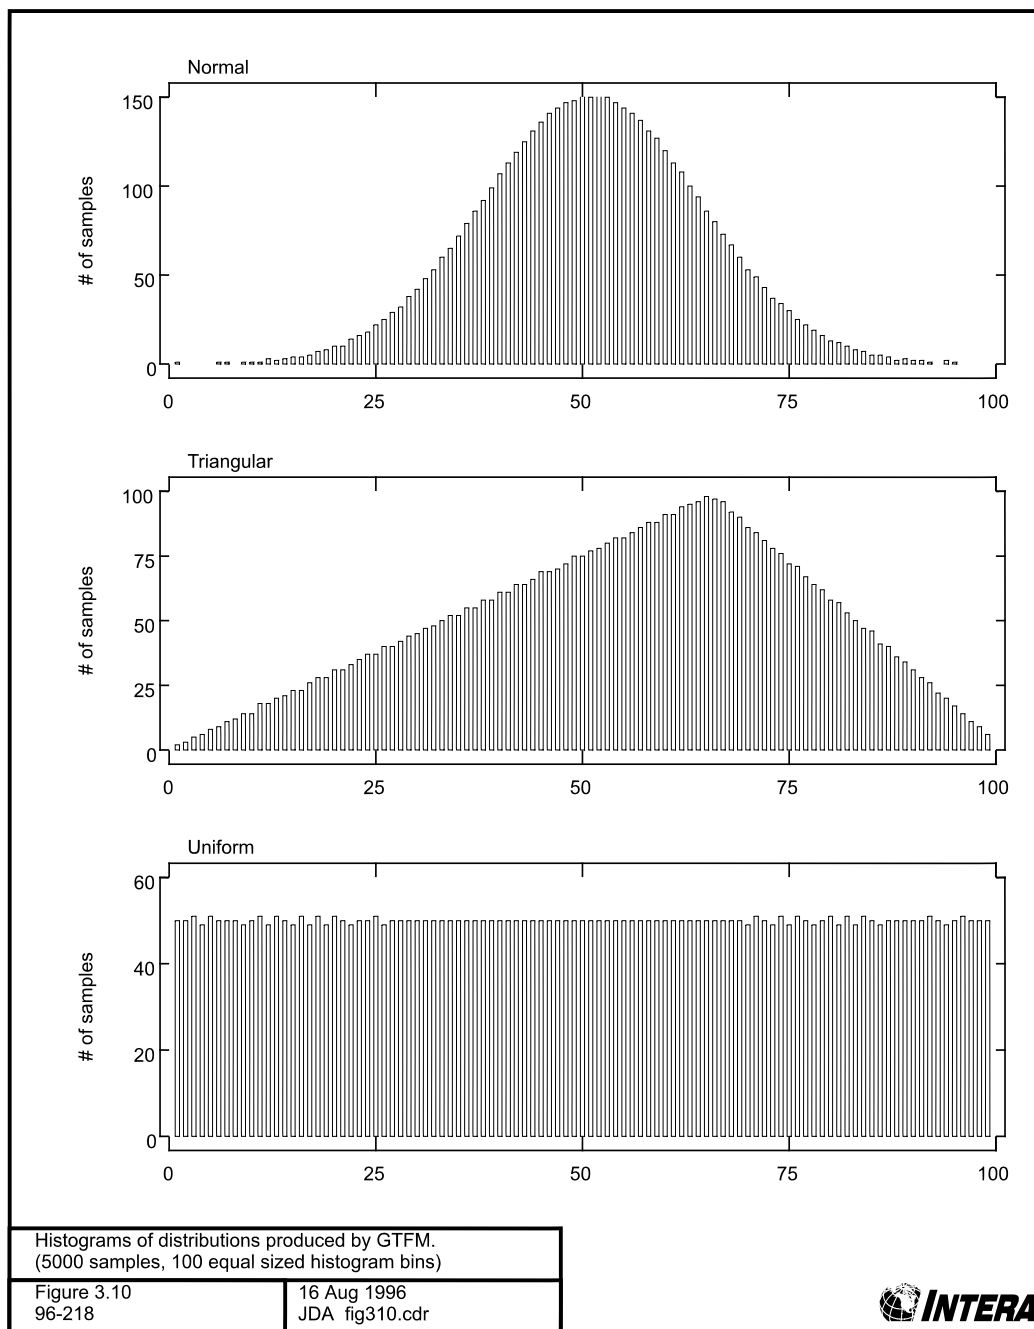 Normal
150
100
50
0
# of samples
0 25 50 75 100
Triangular
100
75
50
25
0
# of samples
0 25 50 75 100
Uniform
60
40
20
0
# of samples
0 25 50 75 100
Histograms of distributions produced by GTFM.
(5000 samples, 100 equal sized histogram bins)
Figure 3.10
96-218
16 Aug 1996
JDA fig310.cdr
INTERA